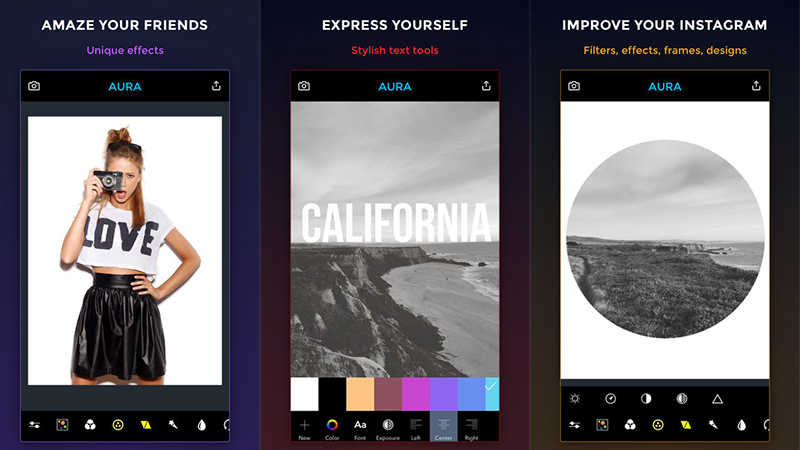 AMAZE YOUR FRIENDS
Unique effects
AURA
LOVE
EXPRESS YOURSELF
Stylish text tools
AURA
CALIFORNIA
New
Color
Aa
Font
Exposure
Left
Center
Right
IMPROVE YOUR INSTAGRAM
Filters, effects, frames, designs
AURA